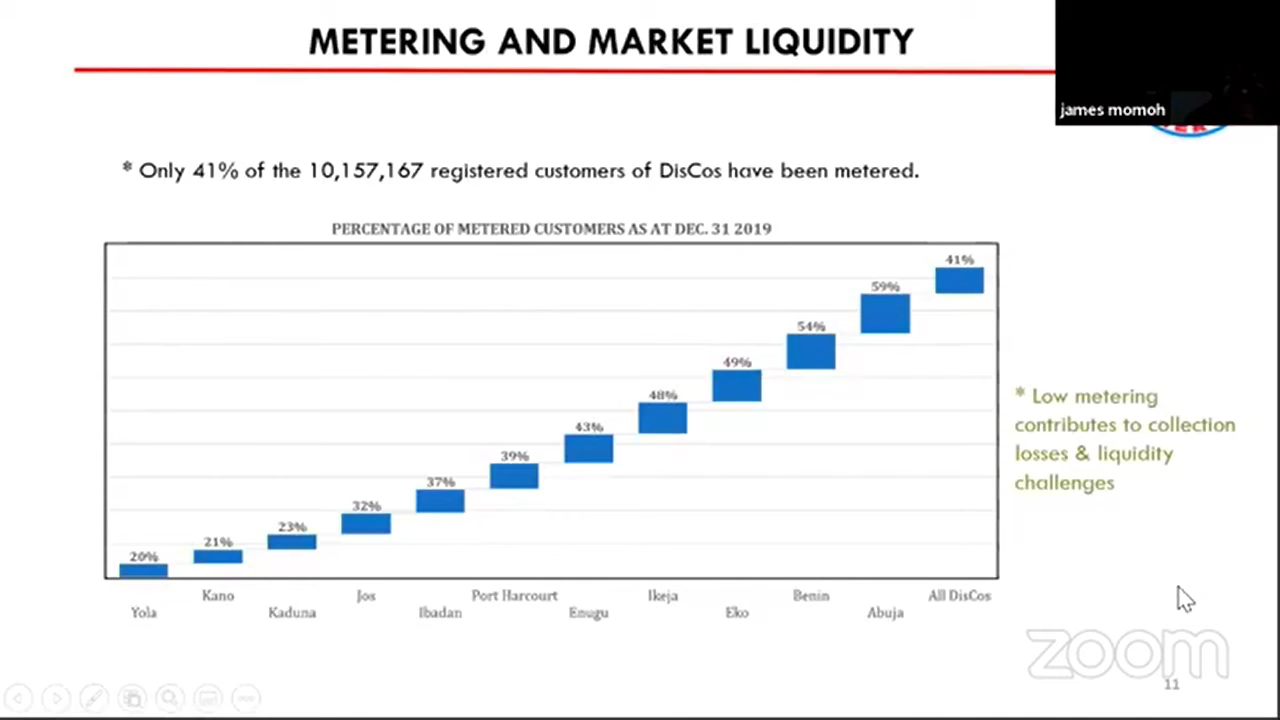 METERING AND MARKET LIQUIDITY
james momoh
* Only 41% of the 10,157,167 registered customers of DisCos have been metered.
PERCENTAGE OF METERED CUSTOMERS AS AT DEC. 31 2019
41%
59%
54%
49%
48%
43%
39%
37%
32%
23%
21%
20%
* Low metering
contributes to collection
losses & liquidity
challenges
Kano Jos Port Harcourt Ikeja Benin All DisCos
Yola Kaduna Ibadan Enugu Eko Abuja
zoom
11